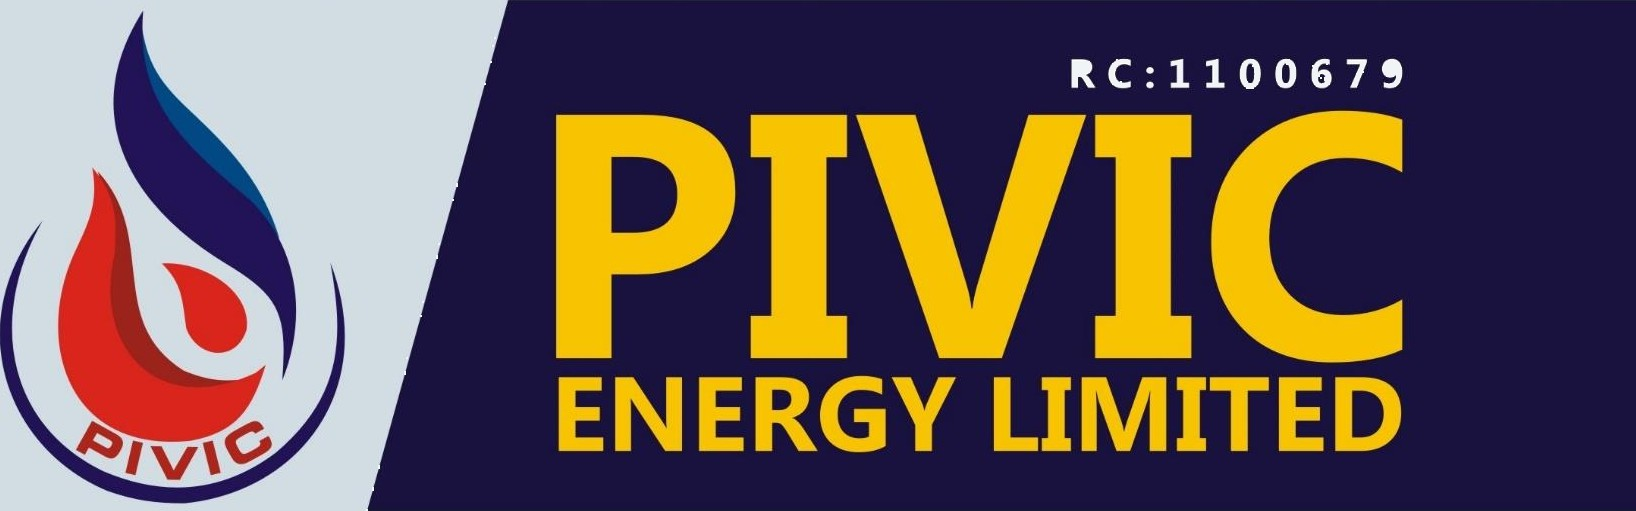 PIVIC
RC:1100679
PIVIC
ENERGY LIMITED